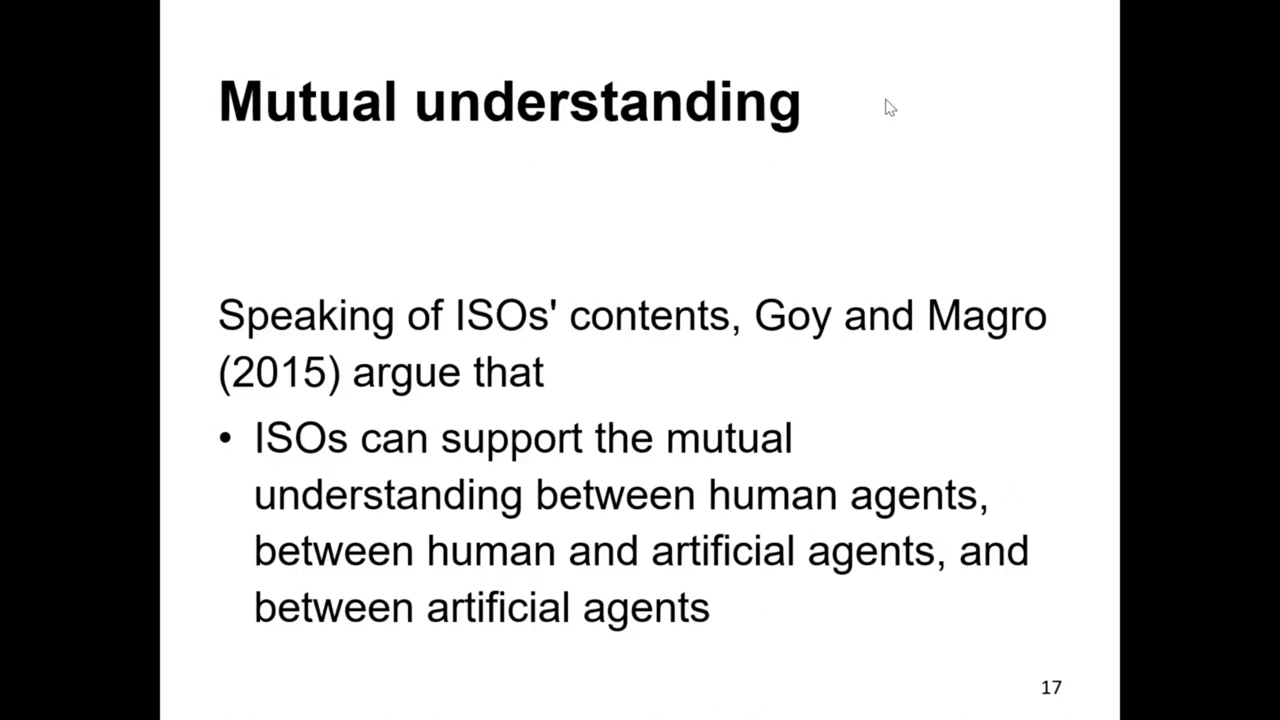 Mutual understanding
Speaking of ISOs' contents, Goy and Magro
(2015) argue that
• ISOs can support the mutual
understanding between human agents,
between human and artificial agents, and
between artificial agents
17